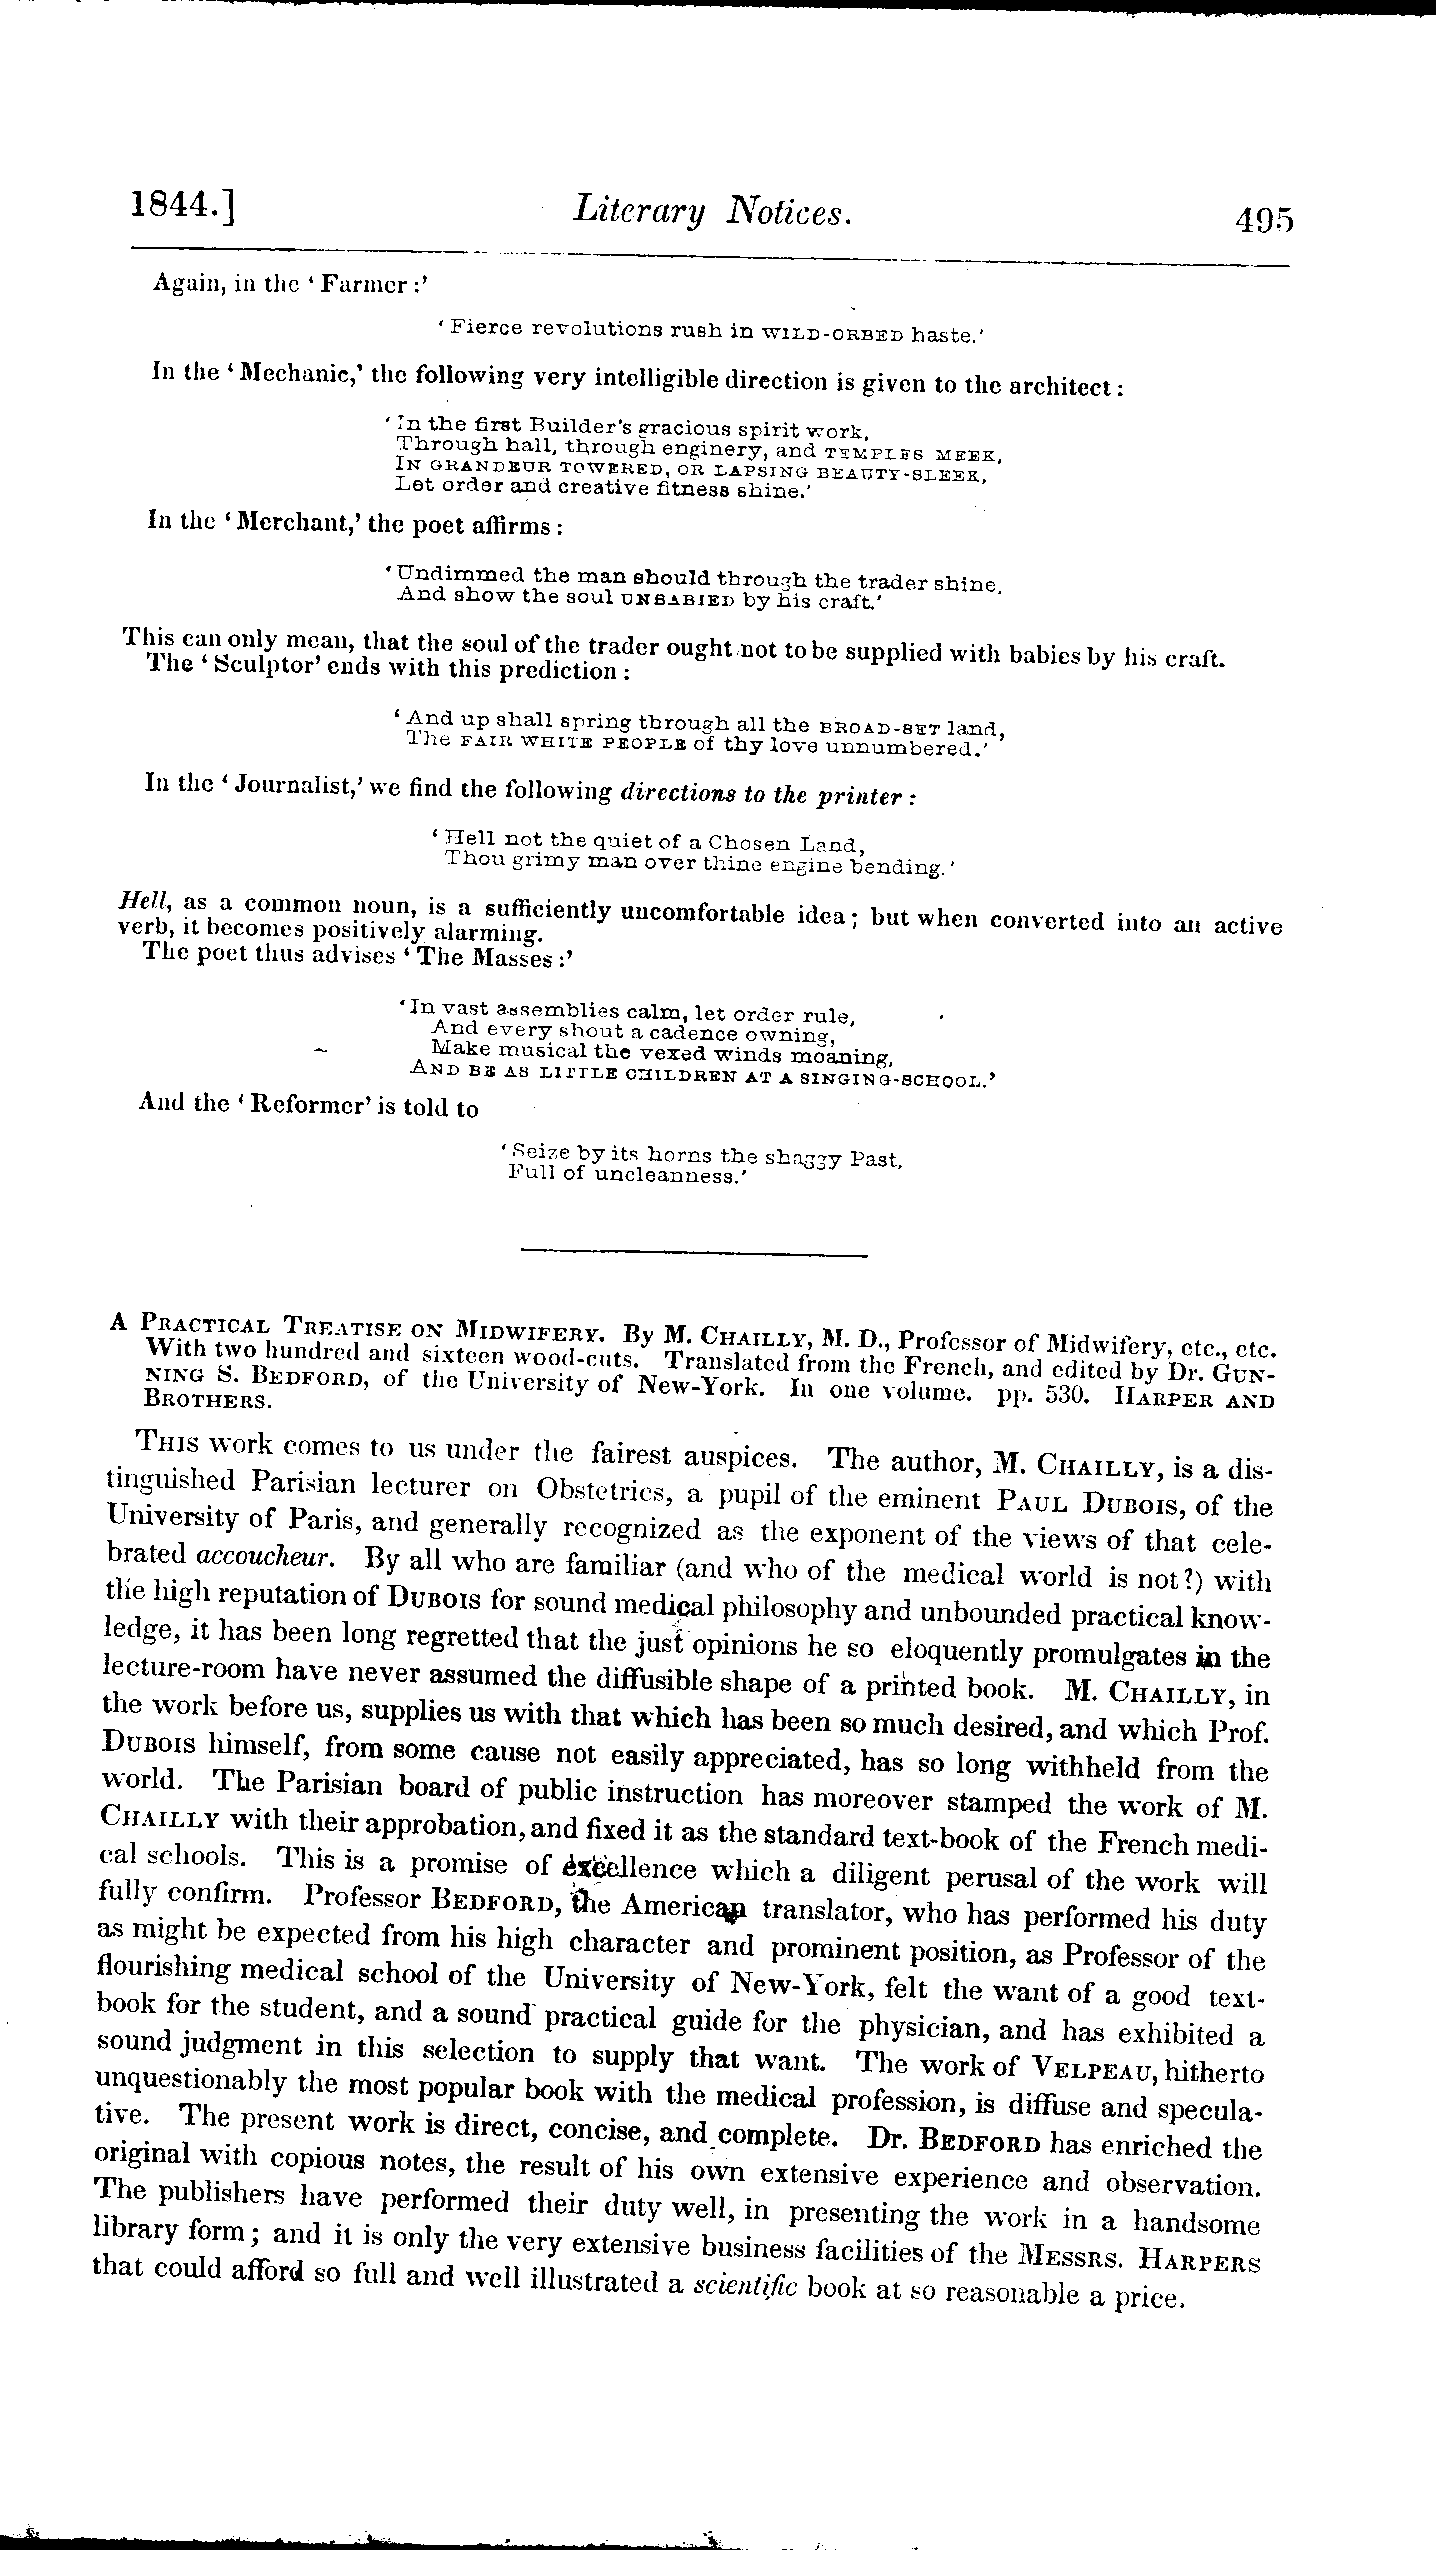 1844.] Literary Notices. 495
Again, in the ‘ Farmer :’
‘ Fierce revolutions rush in WILD-ORBED haste.’
In the ‘ Mechanic,’ the following very intelligible direction is given to the architect :
‘ In the first Builder's gracious spirit work,
Through hall, through enginery, and TEMPLES MEEK,
IN GRANDEUR TOWERED, OR LAPSING BEAUTY-SLEEK,
Let order and creative fitness shine.’
In the ‘ Merchant,’ the poet affirms :
‘ Undimmed the man should through the trader shine,
And show the soul UNBABIED by his craft.’
This can only mean, that the soul of the trader ought not to be supplied with babies by his craft.
The ‘ Sculptor’ ends with this prediction :
‘ And up shall spring through all the BROAD-SET land,
The FAIR WHITE PEOPLE of thy love unnumbered.’
In the ‘ Journalist,’ we find the following directions to the printer :
‘ Hell not the quiet of a Chosen Land,
Thou grimy man over thine engine bending.’
Hell, as a common noun, is a sufficiently uncomfortable idea ; but when converted into an active
verb, it becomes positively alarming.
The poet thus advises ‘ The Masses :’
‘ In vast assemblies calm, let order rule,
And every shout a cadence owning,
Make musical the vexed winds moaning,
AND BE AS LITTLE CHILDREN AT A SINGING-SCHOOL.’
And the ‘ Reformer’ is told to
‘ Seize by its horns the shaggy Past,
Full of uncleanness.’
A PRACTICAL TREATISE ON MIDWIFERY. By M. CHAILLY, M. D., Professor of Midwifery, etc., etc.
With two hundred and sixteen wood-cuts. Translated from the French, and edited by Dr. GUN-
NING S. BEDFORD, of the University of New-York. In one volume. pp. 530. HARPER AND
BROTHERS.
THIS work comes to us under the fairest auspices. The author, M. CHAILLY, is a dis-
tinguished Parisian lecturer on Obstetrics, a pupil of the eminent PAUL DUBOIS, of the
University of Paris, and generally recognized as the exponent of the views of that cele-
brated accoucheur. By all who are familiar (and who of the medical world is not ?) with
the high reputation of DUBOIS for sound medical philosophy and unbounded practical know-
ledge, it has been long regretted that the just opinions he so eloquently promulgates in the
lecture-room have never assumed the diffusible shape of a printed book. M. CHAILLY, in
the work before us, supplies us with that which has been so much desired, and which Prof.
DUBOIS himself, from some cause not easily appreciated, has so long withheld from the
world. The Parisian board of public instruction has moreover stamped the work of M.
CHAILLY with their approbation, and fixed it as the standard text-book of the French medi-
cal schools. This is a promise of excellence which a diligent perusal of the work will
fully confirm. Professor BEDFORD, the American translator, who has performed his duty
as might be expected from his high character and prominent position, as Professor of the
flourishing medical school of the University of New-York, felt the want of a good text-
book for the student, and a sound practical guide for the physician, and has exhibited a
sound judgment in this selection to supply that want. The work of VELPEAU, hitherto
unquestionably the most popular book with the medical profession, is diffuse and specula-
tive. The present work is direct, concise, and complete. Dr. BEDFORD has enriched the
original with copious notes, the result of his own extensive experience and observation.
The publishers have performed their duty well, in presenting the work in a handsome
library form ; and it is only the very extensive business facilities of the MESSRS. HARPERS
that could afford so full and well illustrated a scientific book at so reasonable a price.